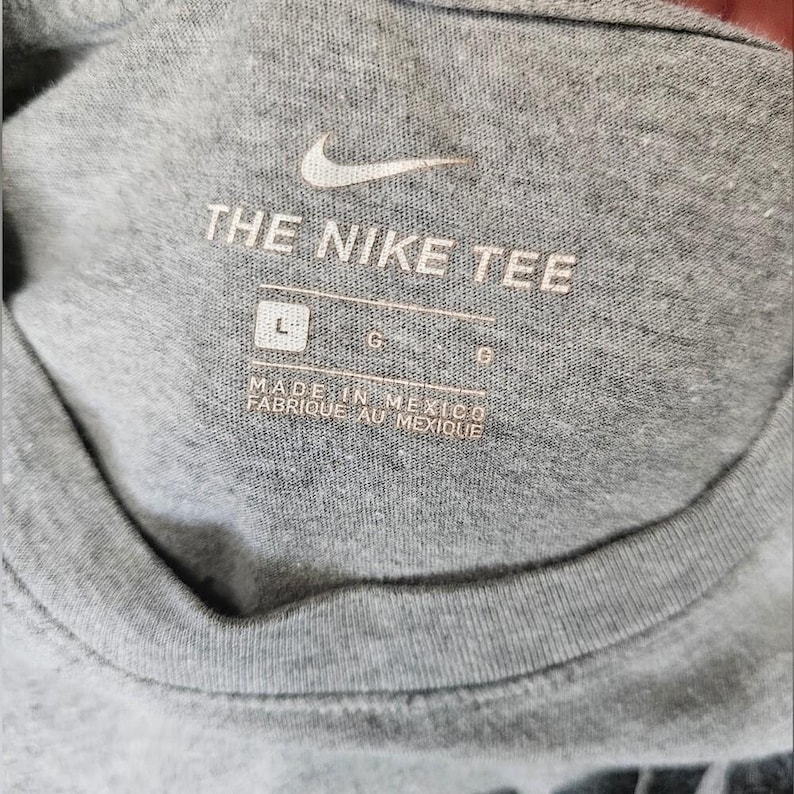 THE NIKE TEE
L G G
MADE IN MEXICO
FABRIQUE AU MEXIQUE